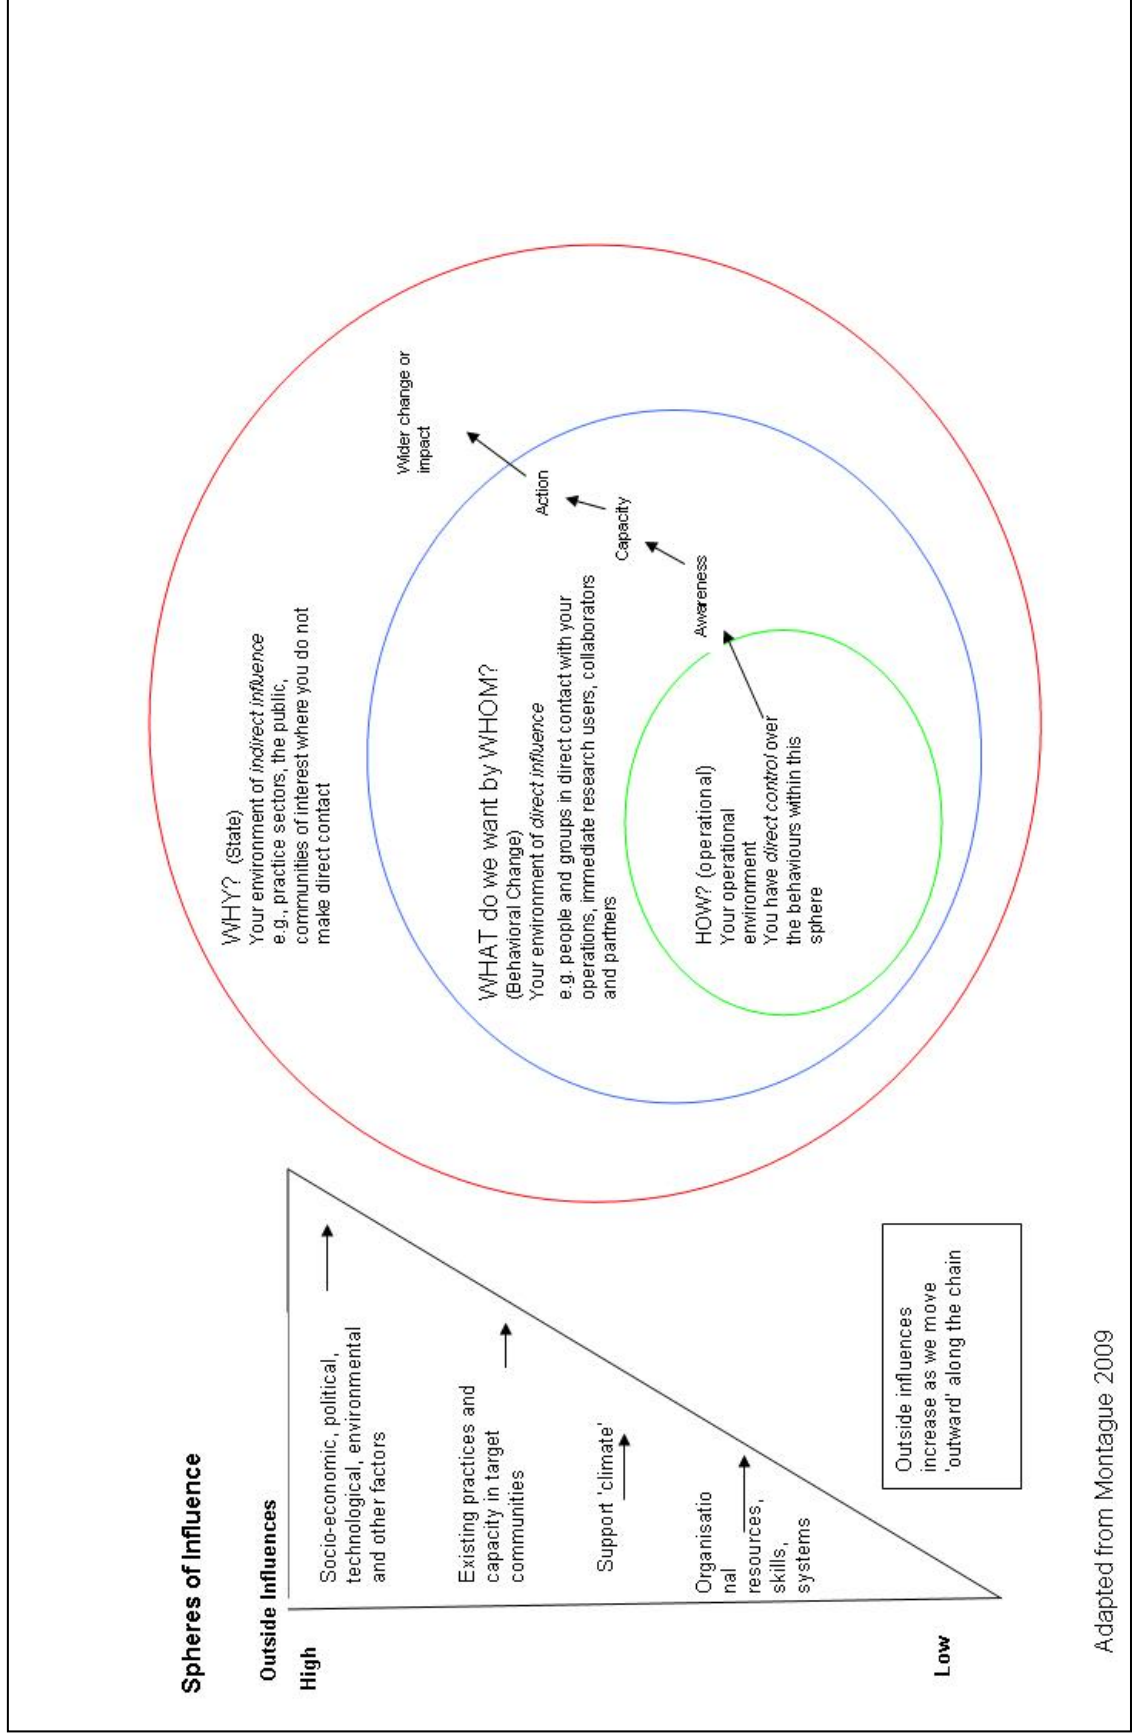 Spheres of Influence
Outside Influences
High
Socio-economic, political,
technological, environmental
and other factors
Existing practices and
capacity in target
communities
Support 'climate'
Organisatio
nal
resources,
skills,
systems
Low
Outside influences
increase as we move
'outward' along the chain
WHY? (State)
Your environment of indirect influence
e.g., practice sectors, the public,
communities of interest where you do not
make direct contact
WHAT do we want by WHOM?
(Behavioral Change)
Your environment of direct influence
e.g. people and groups in direct contact with your
operations, immediate research users, collaborators
and partners
HOW? (operational)
Your operational
environment
You have direct control over
the behaviours within this
sphere
Awareness
Capacity
Action
Wider change or
impact
Adapted from Montague 2009